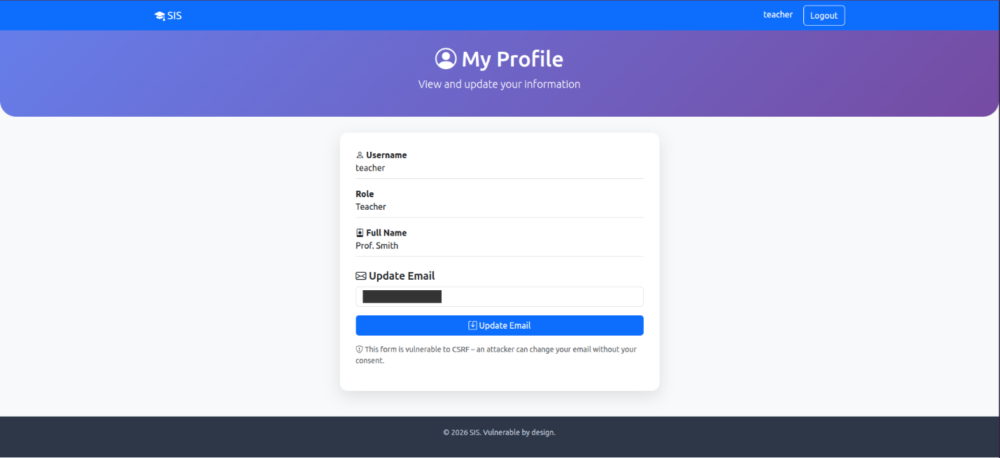 SIS
teacher
Logout
My Profile
View and update your information
Username
teacher
Role
Teacher
Full Name
Prof. Smith
Update Email
Update Email
This form is vulnerable to CSRF – an attacker can change your email without your
consent.
© 2026 SIS. Vulnerable by design.